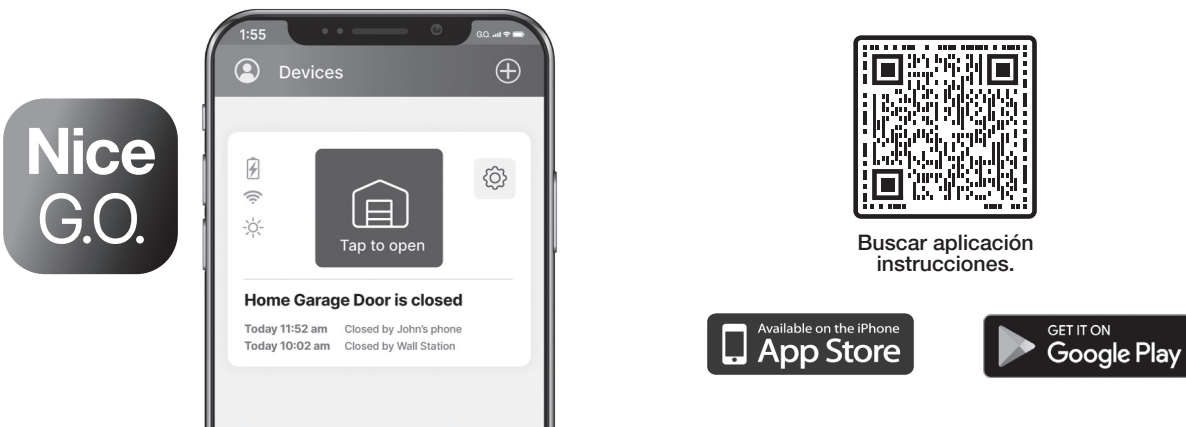 Nice
G.O.
1:55
G.O.
Devices
Tap to open
Home Garage Door is closed
Today 11:52 am Closed by John's phone
Today 10:02 am Closed by Wall Station
Buscar aplicación
instrucciones.
Available on the iPhone
App Store
GET IT ON
Google Play